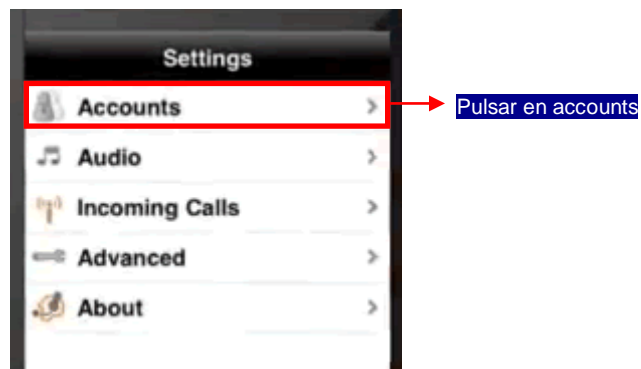 Settings
Accounts
Pulsar en accounts
Audio
Incoming Calls
Advanced
About